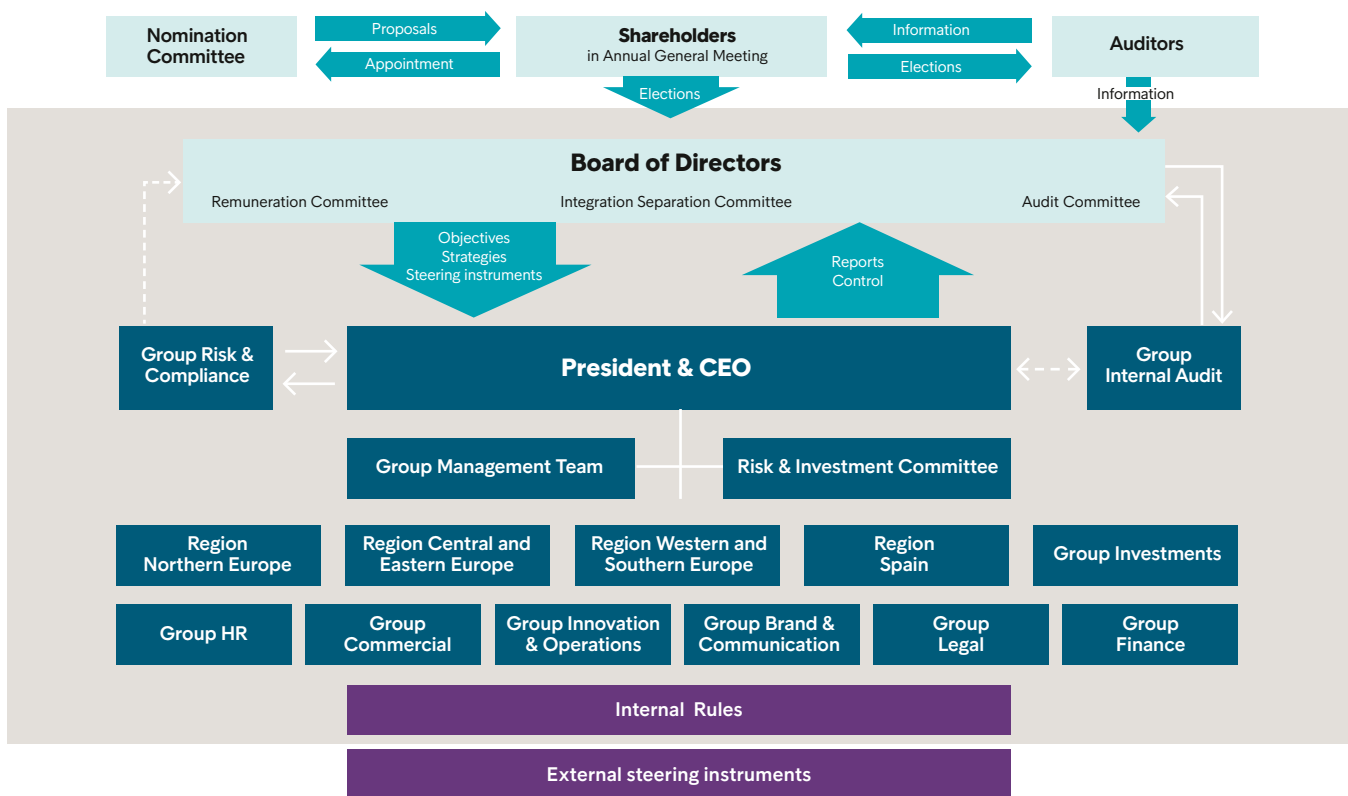 Nomination
Committee
Proposals
Appointment
Shareholders
in Annual General Meeting
Information
Elections
Auditors
Elections
Information
Board of Directors
Remuneration Committee
Integration Separation Committee
Audit Committee
Objectives
Strategies
Steering instruments
Reports
Control
Group Risk &
Compliance
President & CEO
Group
Internal Audit
Group Management Team
Risk & Investment Committee
Region
Northern Europe
Region Central and
Eastern Europe
Region Western and
Southern Europe
Region
Spain
Group Investments
Group HR
Group
Commercial
Group Innovation
& Operations
Group Brand &
Communication
Group
Legal
Group
Finance
Internal Rules
External steering instruments